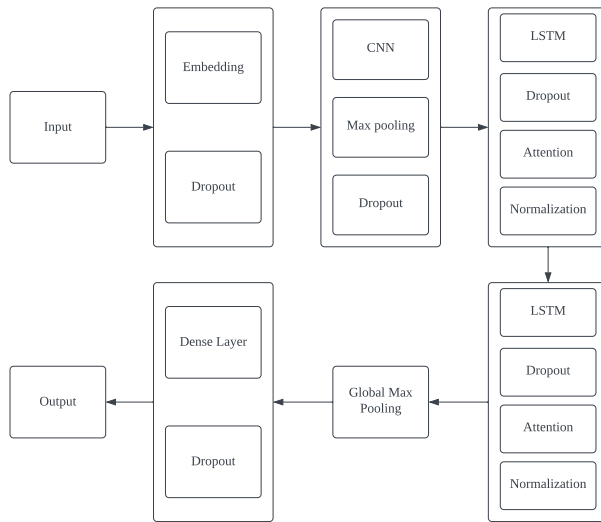 Input
Embedding
Dropout
CNN
Max pooling
Dropout
LSTM
Dropout
Attention
Normalization
LSTM
Dropout
Attention
Normalization
Global Max
Pooling
Dense Layer
Dropout
Output